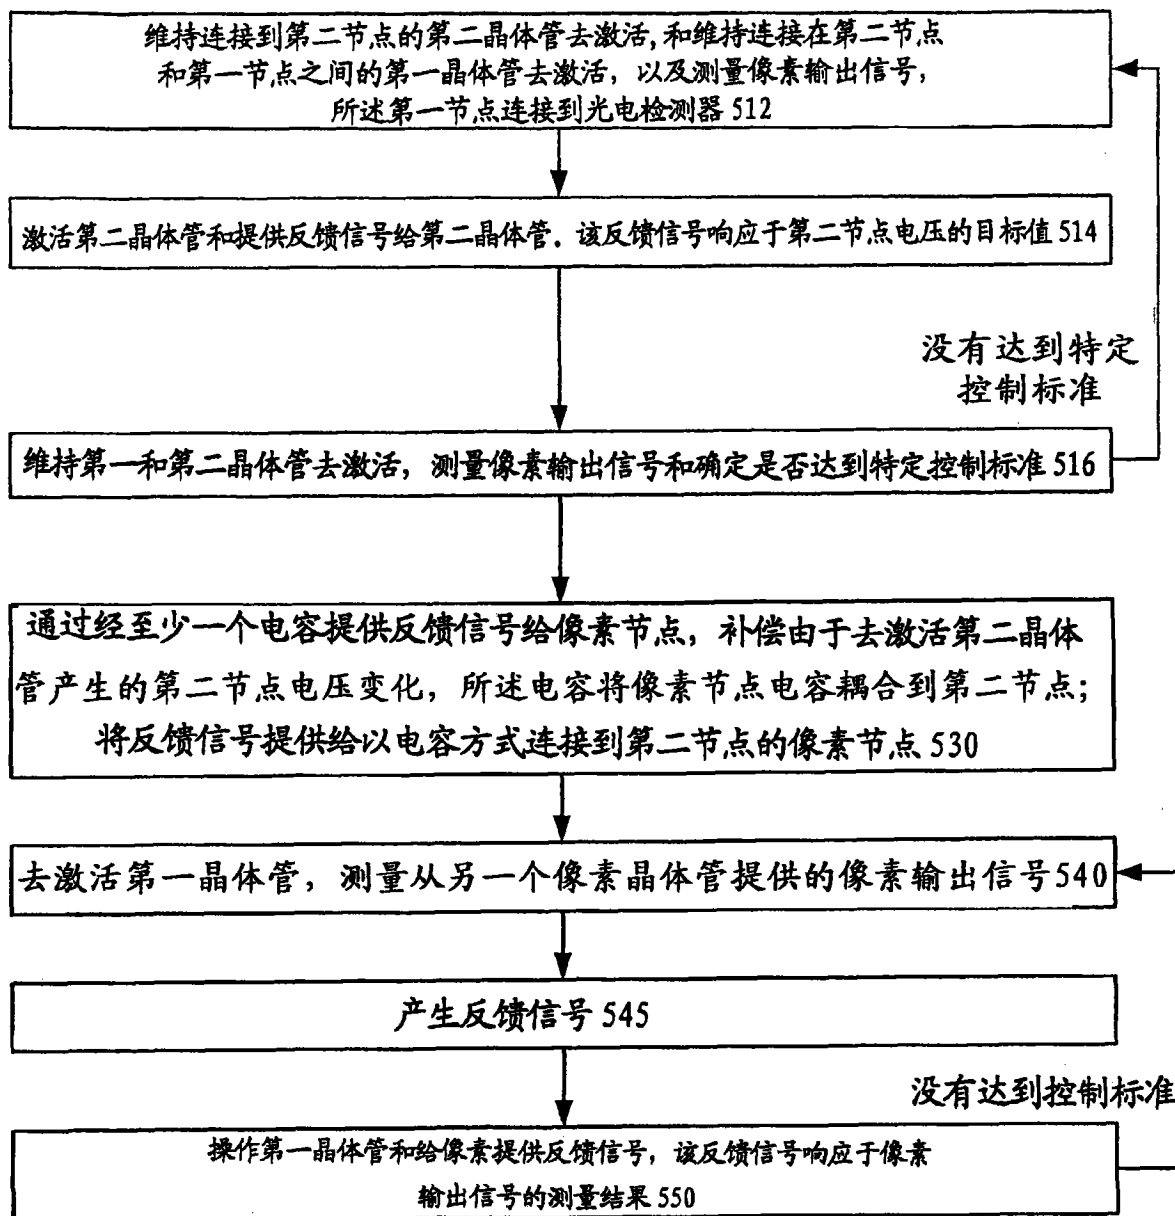 维持连接到第二节点的第二晶体管去激活,和维持连接在第二节点
和第一节点之间的第一晶体管去激活，以及测量像素输出信号，
所述第一节点连接到光电检测器 512
激活第二晶体管和提供反馈信号给第二晶体管．该反馈信号响应于第二节点电压的目标值 514
没有达到特定
控制标准
维持第一和第二晶体管去激活，测量像素输出信号和确定是否达到特定控制标准 516
通过经至少一个电容提供反馈信号给像素节点，补偿由于去激活第二晶体
管产生的第二节点电压变化，所述电容将像素节点电容耦合到第二节点；
将反馈信号提供给以电容方式连接到第二节点的像素节点 530
去激活第一晶体管，测量从另一个像素晶体管提供的像素输出信号540
产生反馈信号 545
没有达到控制标准
操作第一晶体管和给像素提供反馈信号，该反馈信号响应于像素
输出信号的测量结果 550